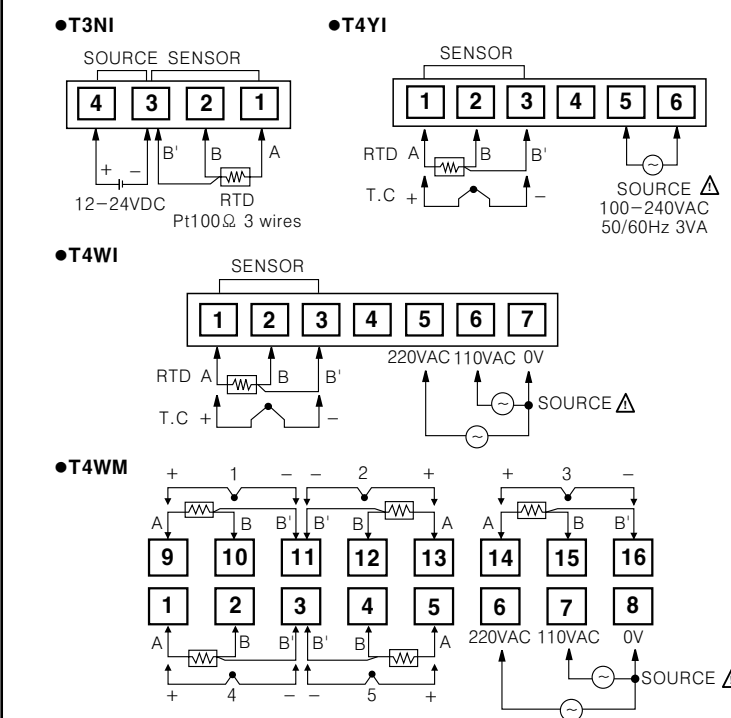 ●T3NI
SOURCE SENSOR
4 3 2 1
+ − B' B A
12−24VDC
RTD
Pt100Ω 3 wires
●T4YI
SENSOR
1 2 3 4 5 6
RTD A B B'
T.C + −
SOURCE ⚠
100−240VAC
50/60Hz 3VA
●T4WI
SENSOR
1 2 3 4 5 6 7
220VAC 110VAC 0V
RTD A B B'
T.C + −
SOURCE ⚠
●T4WM
+ 1 − − 2 + + 3 −
A B B' B' B A A B B'
9 10 11 12 13 14 15 16
1 2 3 4 5 6 7 8
220VAC 110VAC 0V
A B B' B' B A
SOURCE ⚠
+ 4 − − 5 +